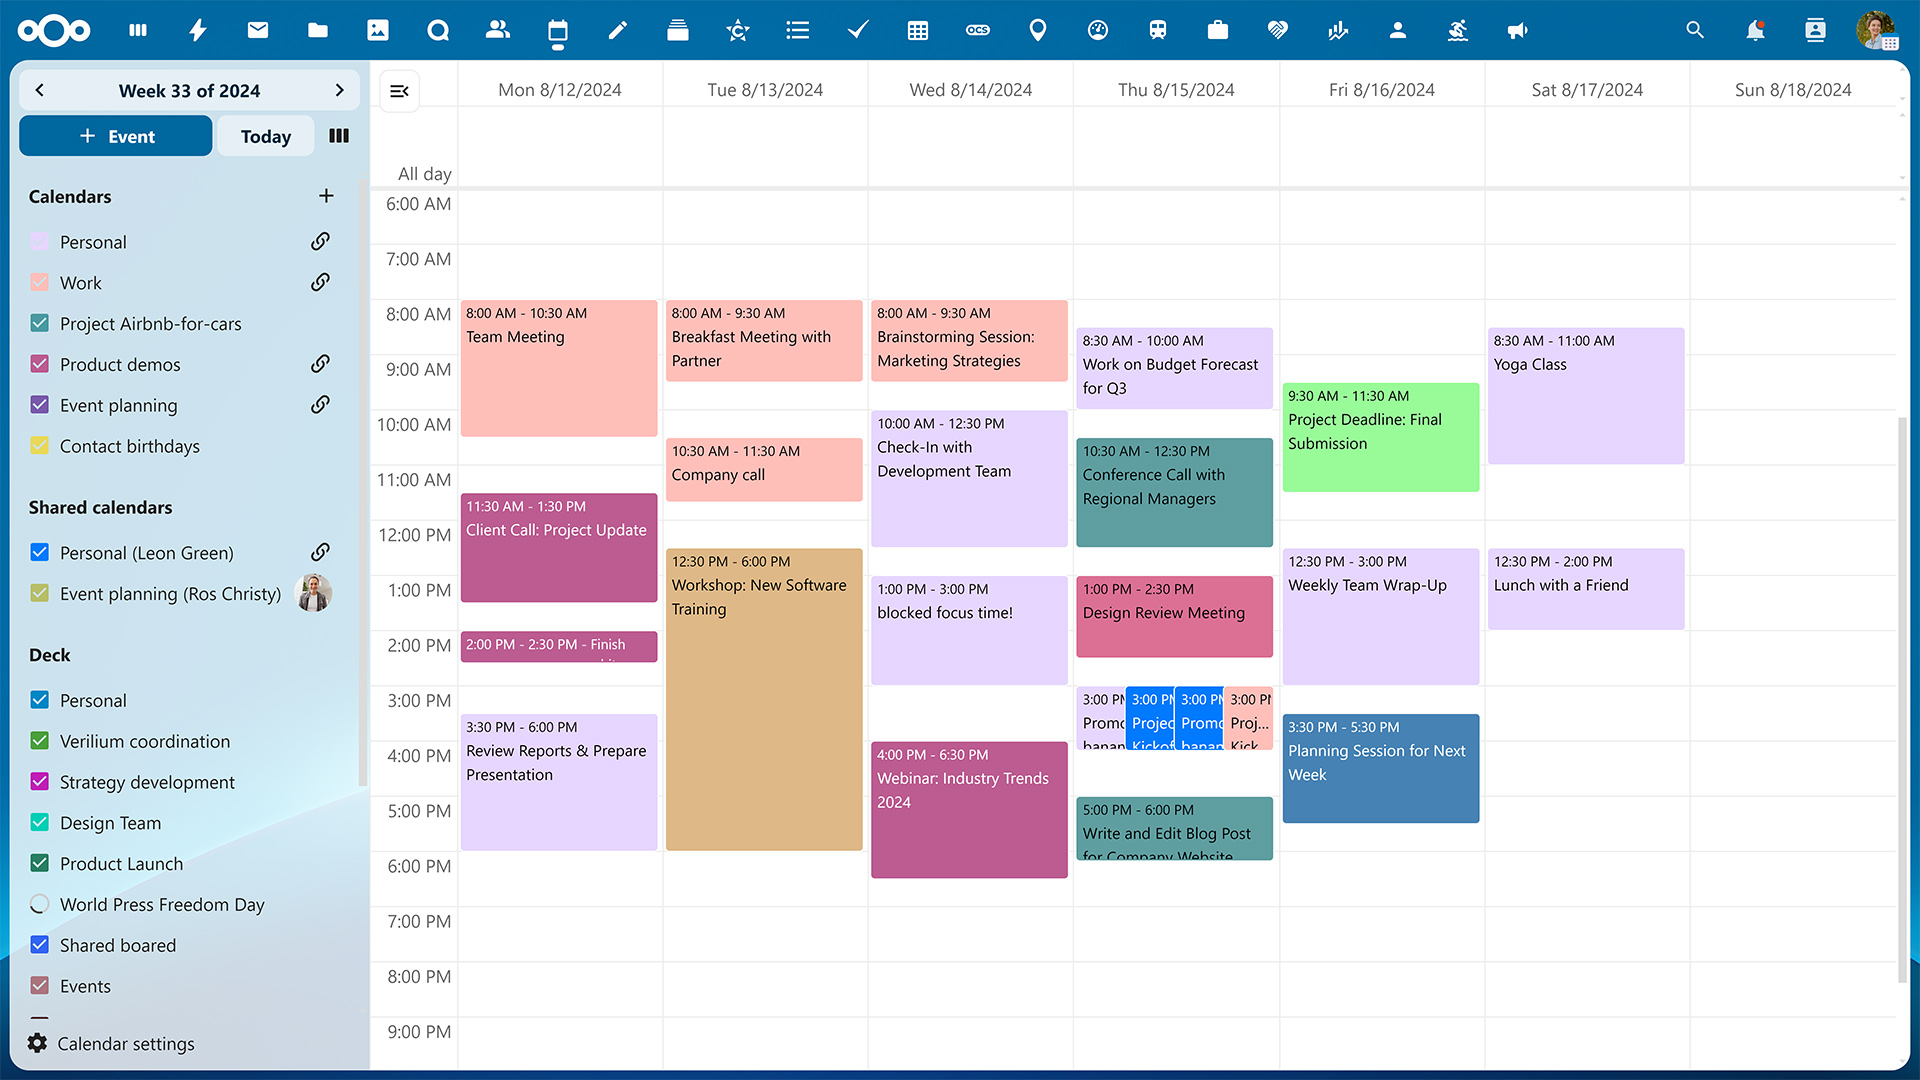 OCS
Week 33 of 2024
+ Event
Today
Calendars
Personal
Work
Project Airbnb-for-cars
Product demos
Event planning
Contact birthdays
Shared calendars
Personal (Leon Green)
Event planning (Ros Christy)
Deck
Personal
Verilium coordination
Strategy development
Design Team
Product Launch
World Press Freedom Day
Shared boared
Events
Calendar settings
Mon 8/12/2024
Tue 8/13/2024
Wed 8/14/2024
Thu 8/15/2024
Fri 8/16/2024
Sat 8/17/2024
Sun 8/18/2024
All day
6:00 AM
7:00 AM
8:00 AM
9:00 AM
10:00 AM
11:00 AM
12:00 PM
1:00 PM
2:00 PM
3:00 PM
4:00 PM
5:00 PM
6:00 PM
7:00 PM
8:00 PM
9:00 PM
8:00 AM - 10:30 AM
Team Meeting
11:30 AM - 1:30 PM
Client Call: Project Update
2:00 PM - 2:30 PM - Finish
3:30 PM - 6:00 PM
Review Reports & Prepare
Presentation
8:00 AM - 9:30 AM
Breakfast Meeting with
Partner
10:30 AM - 11:30 AM
Company call
12:30 PM - 6:00 PM
Workshop: New Software
Training
8:00 AM - 9:30 AM
Brainstorming Session:
Marketing Strategies
10:00 AM - 12:30 PM
Check-In with
Development Team
1:00 PM - 3:00 PM
blocked focus time!
4:00 PM - 6:30 PM
Webinar: Industry Trends
2024
8:30 AM - 10:00 AM
Work on Budget Forecast
for Q3
10:30 AM - 12:30 PM
Conference Call with
Regional Managers
1:00 PM - 2:30 PM
Design Review Meeting
3:00 PM
Promo
banan
3:00 PM
Projec
Kickof
3:00 PM
Promo
banan
3:00 PM
Proj...
Kick
5:00 PM - 6:00 PM
Write and Edit Blog Post
for Company Website
9:30 AM - 11:30 AM
Project Deadline: Final
Submission
12:30 PM - 3:00 PM
Weekly Team Wrap-Up
3:30 PM - 5:30 PM
Planning Session for Next
Week
8:30 AM - 11:00 AM
Yoga Class
12:30 PM - 2:00 PM
Lunch with a Friend